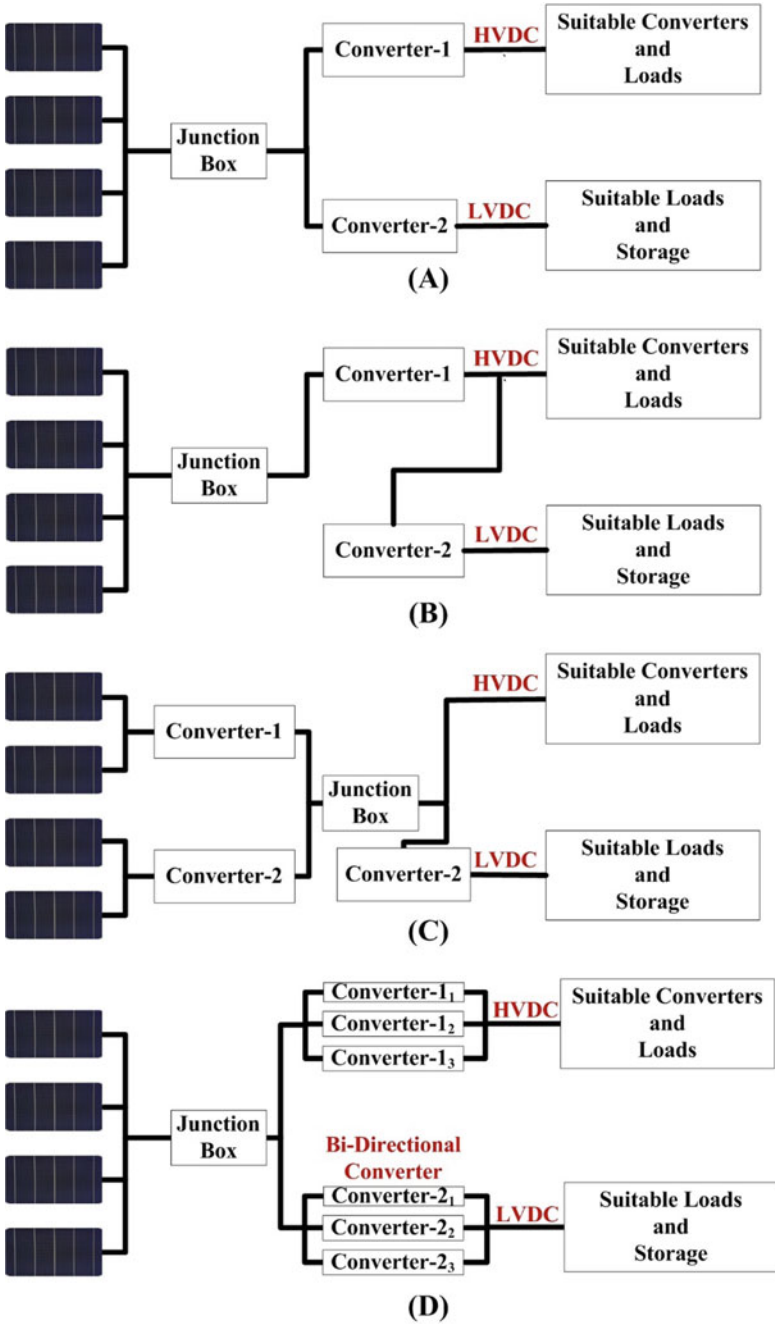 Converter-1
HVDC
Suitable Converters
and
Loads
Junction
Box
Converter-2
LVDC
Suitable Loads
and
Storage
(A)
Converter-1
HVDC
Suitable Converters
and
Loads
Junction
Box
Converter-2
LVDC
Suitable Loads
and
Storage
(B)
Converter-1
HVDC
Suitable Converters
and
Loads
Junction
Box
Converter-2
Converter-2
LVDC
Suitable Loads
and
Storage
(C)
Converter-1₁
Converter-1₂
Converter-1₃
HVDC
Suitable Converters
and
Loads
Junction
Box
Bi-Directional
Converter
Converter-2₁
Converter-2₂
Converter-2₃
LVDC
Suitable Loads
and
Storage
(D)